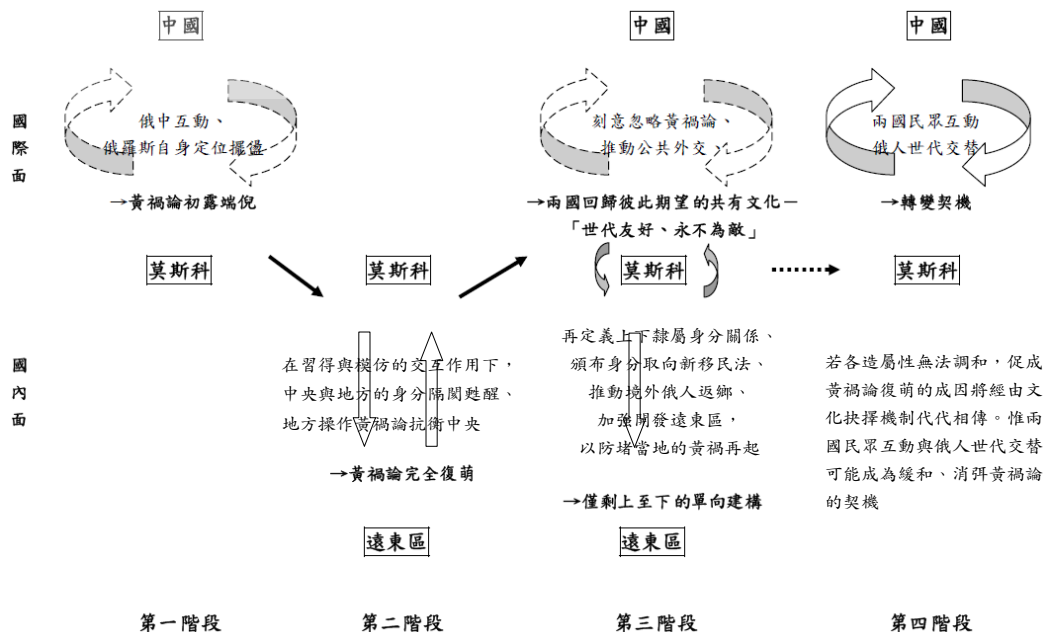 中國
中國
中國
國際面
俄中互動、
俄羅斯自身定位擺盪
→黃禍論初露端倪
刻意忽略黃禍論、
推動公共外交、
→兩國回歸彼此期望的共有文化－
「世代友好、永不為敵」
兩國民眾互動
俄人世代交替
→轉變契機
莫斯科
莫斯科
莫斯科
莫斯科
國內面
在習得與模仿的交互作用下，
中央與地方的身分隔閡甦醒、
地方操作黃禍論抗衡中央
→黃禍論完全復萌
再定義上下隸屬身分關係、
頒布身分取向新移民法、
推動境外俄人返鄉、
加強開發遠東區，
以防堵當地的黃禍再起
→僅剩上至下的單向建構
若各造屬性無法調和，促成
黃禍論復萌的成因將經由文
化抉擇機制代代相傳。惟兩
國民眾互動與俄人世代交替
可能成為緩和、消弭黃禍論
的契機
遠東區
遠東區
第一階段
第二階段
第三階段
第四階段